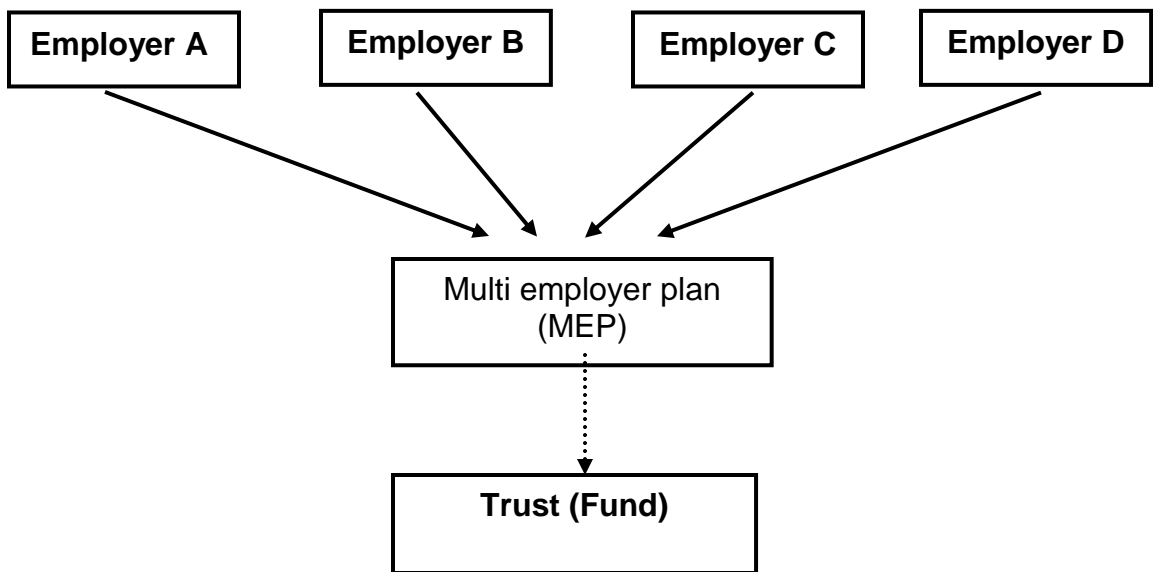 Employer A
Employer B
Employer C
Employer D
Multi employer plan
(MEP)
Trust (Fund)